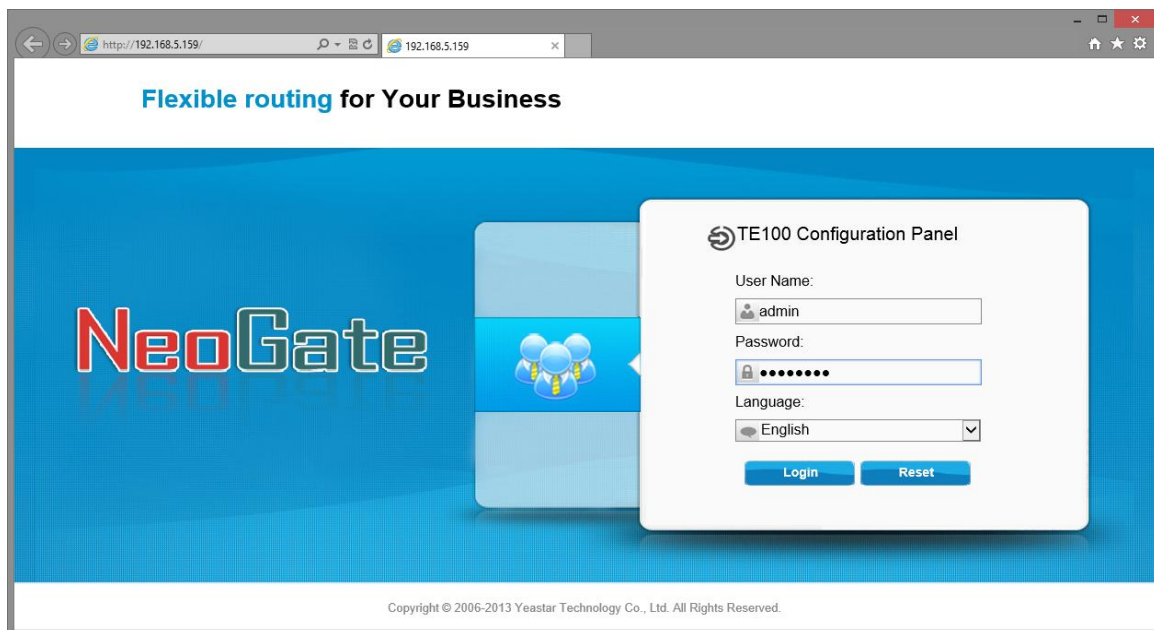 http://192.168.5.159/
192.168.5.159
Flexible routing for Your Business
NeoGate
TE100 Configuration Panel
User Name:
admin
Password:
••••••••
Language:
English
Login Reset
Copyright © 2006-2013 Yeastar Technology Co., Ltd. All Rights Reserved.